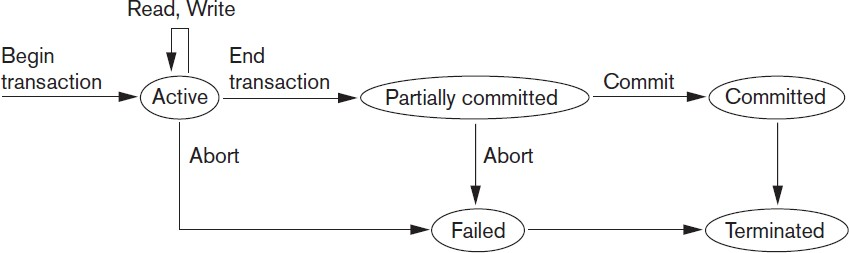 Read, Write
Begin
transaction
End
transaction
Active
Partially committed
Commit
Committed
Abort
Abort
Failed
Terminated